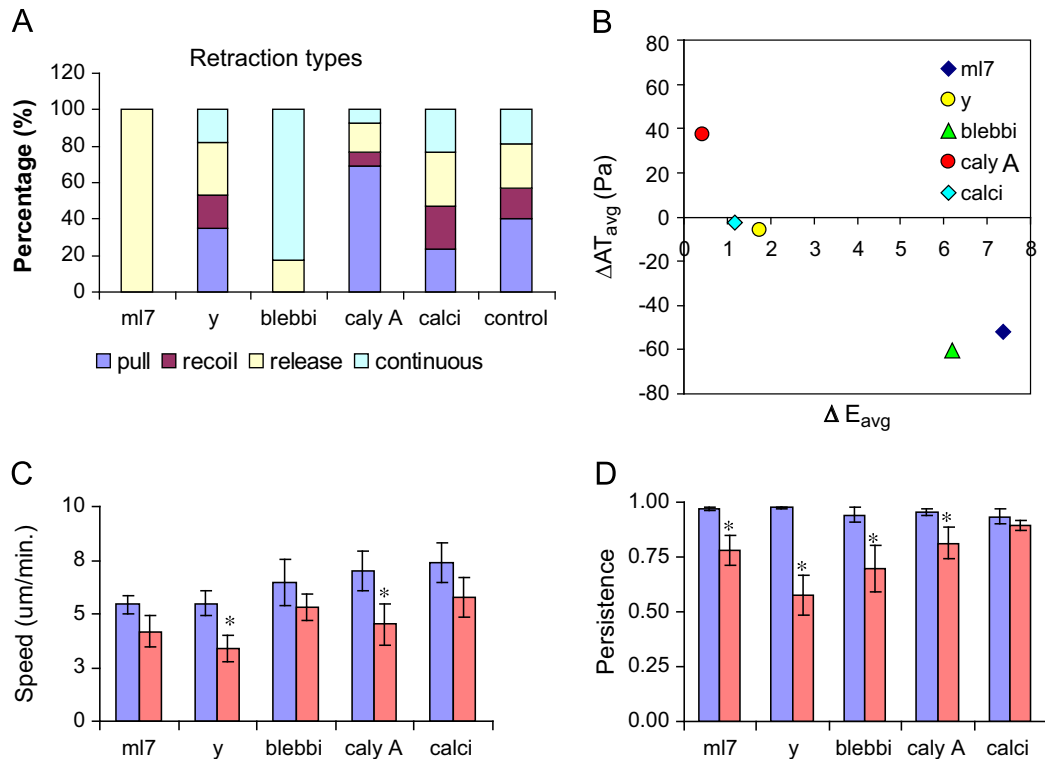 A
Retraction types
Percentage (%)
120
100
80
60
40
20
0
ml7 y blebbi caly A calci control
pull recoil release continuous
B
ΔAT avg (Pa)
80
60
40
20
0
-20
-40
-60
-80
0 1 2 3 4 5 6 7 8
Δ E avg
ml7
y
blebbi
caly A
calci
C
Speed (um/min.)
10
8
5
3
0
* *
ml7 y blebbi caly A calci
D
Persistence
1.00
0.75
0.50
0.25
0.00
* * * *
ml7 y blebbi caly A calci